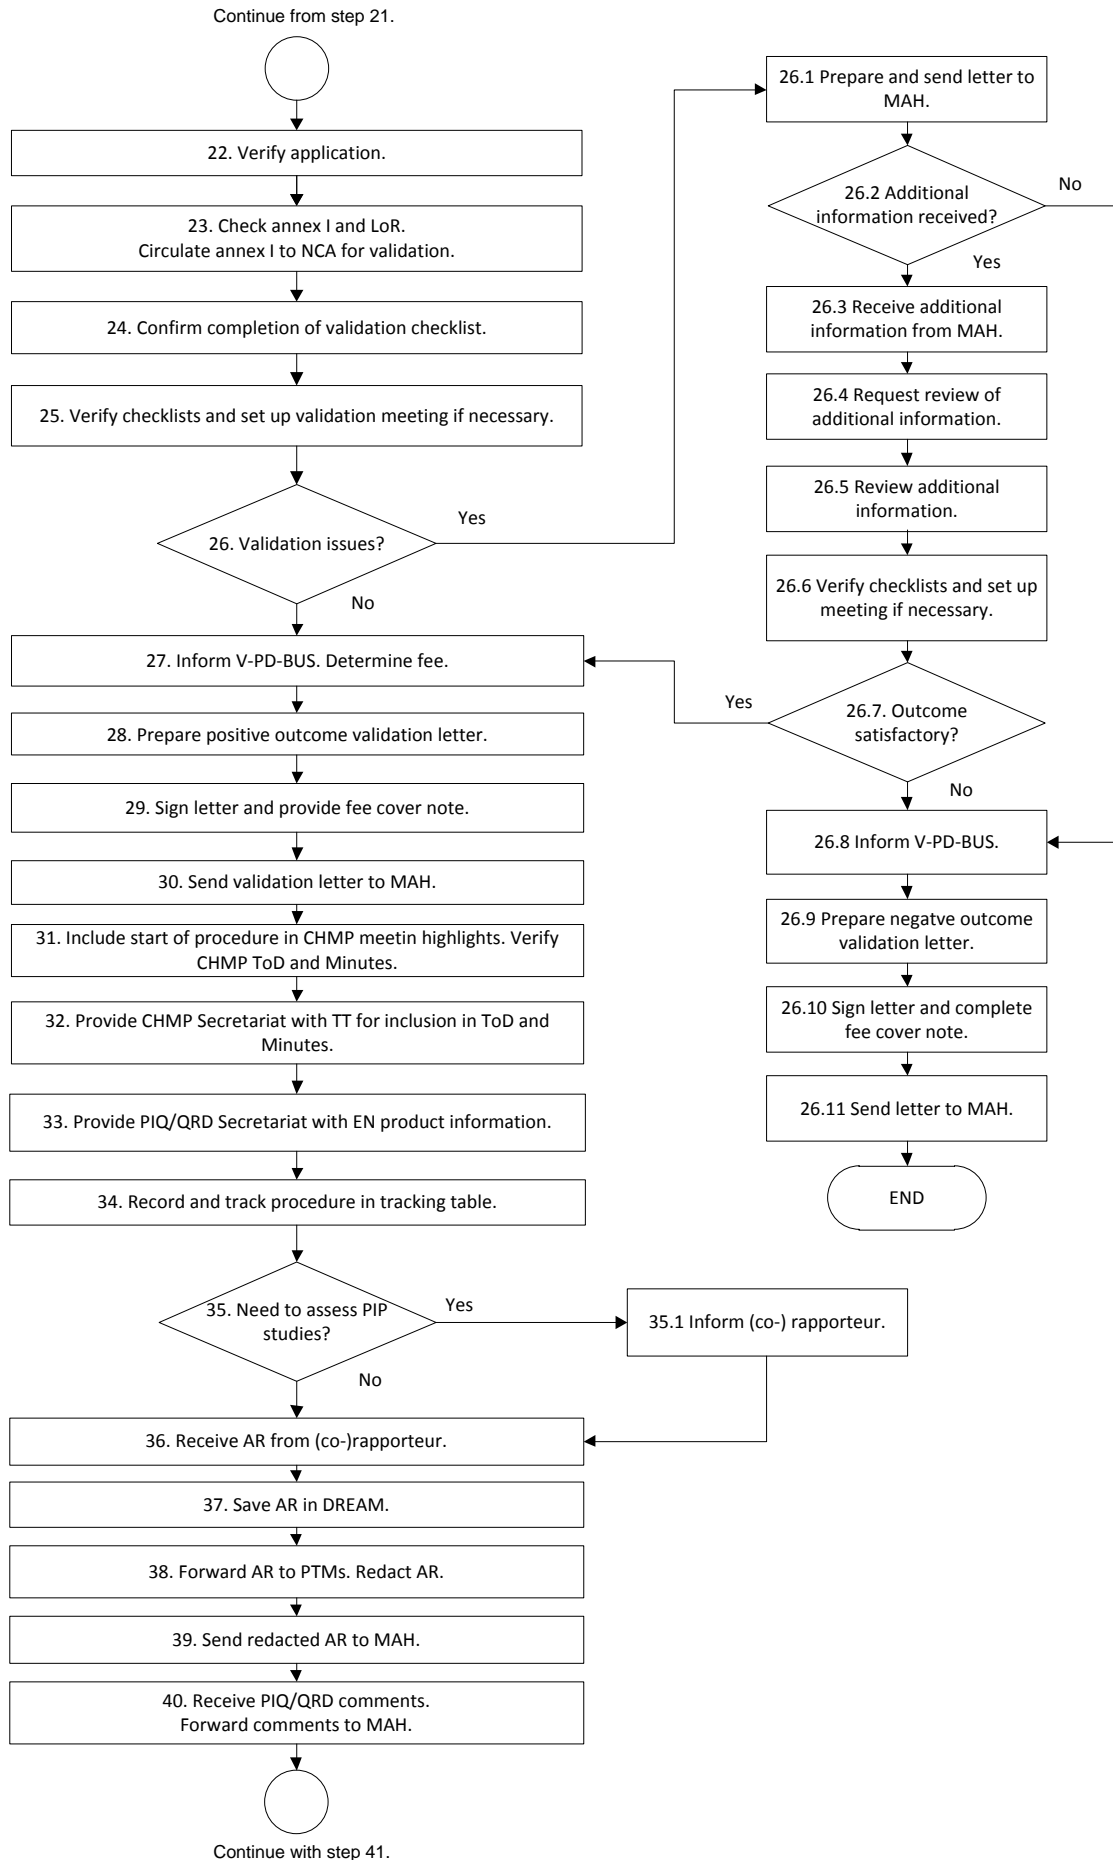 Continue from step 21.
22. Verify application.
23. Check annex I and LoR.
Circulate annex I to NCA for validation.
24. Confirm completion of validation checklist.
25. Verify checklists and set up validation meeting if necessary.
26. Validation issues?
Yes
No
27. Inform V-PD-BUS. Determine fee.
28. Prepare positive outcome validation letter.
29. Sign letter and provide fee cover note.
30. Send validation letter to MAH.
31. Include start of procedure in CHMP meetin highlights. Verify
CHMP ToD and Minutes.
32. Provide CHMP Secretariat with TT for inclusion in ToD and
Minutes.
33. Provide PIQ/QRD Secretariat with EN product information.
34. Record and track procedure in tracking table.
35. Need to assess PIP
studies?
Yes
35.1 Inform (co-) rapporteur.
No
36. Receive AR from (co-)rapporteur.
37. Save AR in DREAM.
38. Forward AR to PTMs. Redact AR.
39. Send redacted AR to MAH.
40. Receive PIQ/QRD comments.
Forward comments to MAH.
Continue with step 41.
26.1 Prepare and send letter to
MAH.
26.2 Additional
information received?
No
Yes
26.3 Receive additional
information from MAH.
26.4 Request review of
additional information.
26.5 Review additional
information.
26.6 Verify checklists and set up
meeting if necessary.
26.7. Outcome
satisfactory?
Yes
No
26.8 Inform V-PD-BUS.
26.9 Prepare negatve outcome
validation letter.
26.10 Sign letter and complete
fee cover note.
26.11 Send letter to MAH.
END